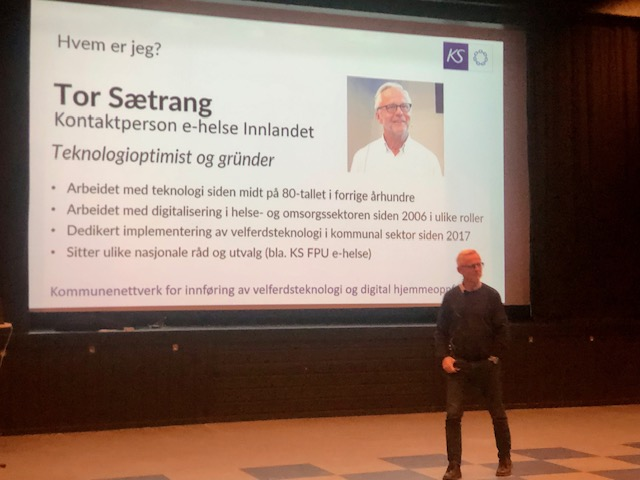 Hvem er jeg?
KS
Tor Sætrang
Kontaktperson e-helse Innlandet
Teknologioptimist og gründer
• Arbeidet med teknologi siden midt på 80-tallet i forrige århundre
• Arbeidet med digitalisering i helse- og omsorgssektoren siden 2006 i ulike roller
• Dedikert implementering av velferdsteknologi i kommunal sektor siden 2017
• Sitter ulike nasjonale råd og utvalg (bla. KS FPU e-helse)
Kommunenettverk for innføring av velferdsteknologi og digital